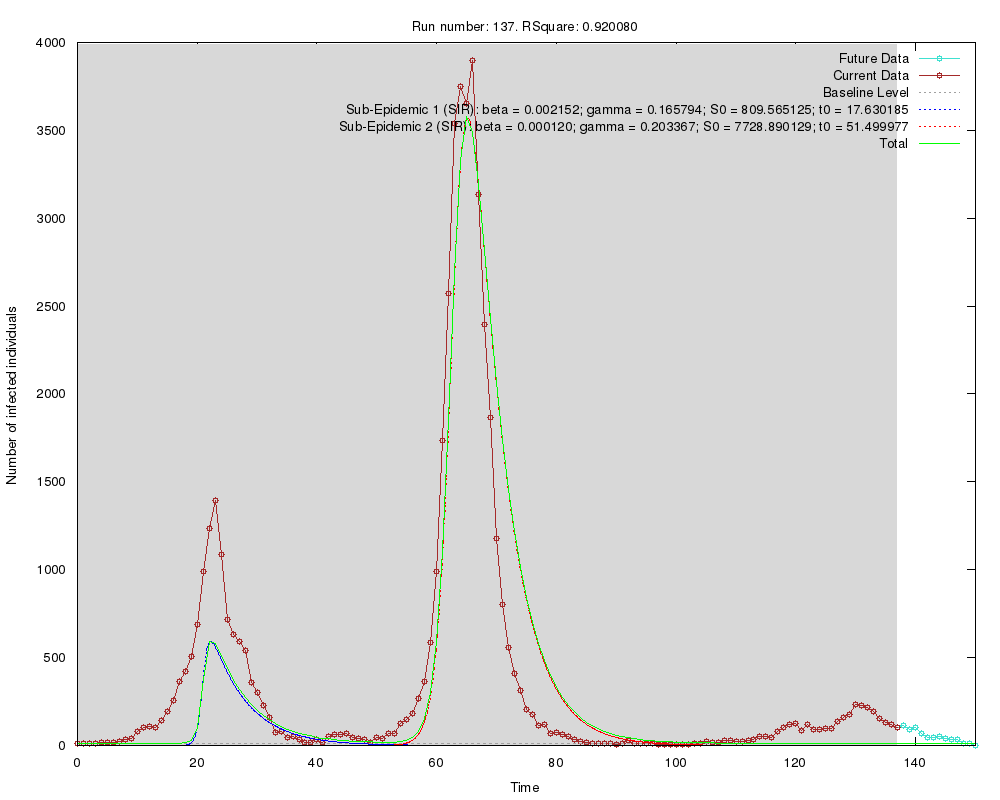 Run number: 137. RSquare: 0.920080
4000
3500
3000
2500
2000
1500
1000
500
0
Number of infected individuals
Future Data
Current Data
Baseline Level
Sub-Epidemic 1 (SIR): beta = 0.002152; gamma = 0.165794; S0 = 809.565125; t0 = 17.630185
Sub-Epidemic 2 (SIR): beta = 0.000120; gamma = 0.203367; S0 = 7728.890129; t0 = 51.499977
Total
0 20 40 60 80 100 120 140
Time